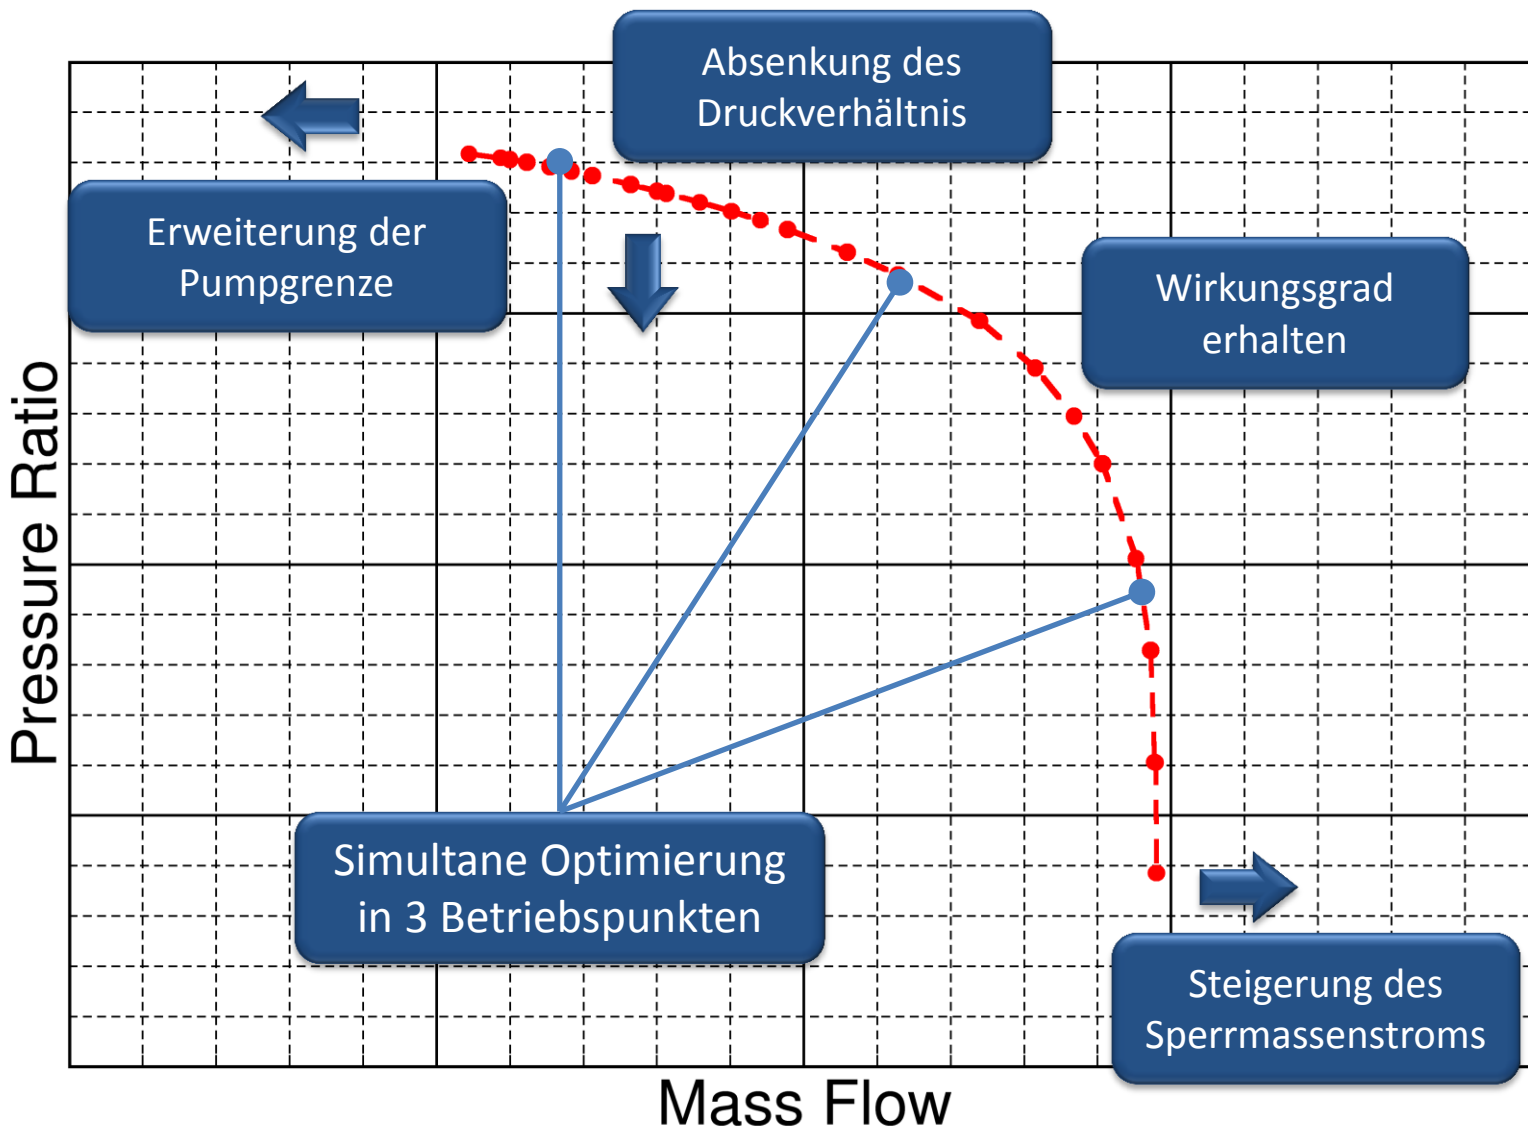 Absenkung des
Druckverhältnis
Erweiterung der
Pumpgrenze
Wirkungsgrad
erhalten
Pressure Ratio
Simultane Optimierung
in 3 Betriebspunkten
Steigerung des
Sperrmassenstroms
Mass Flow